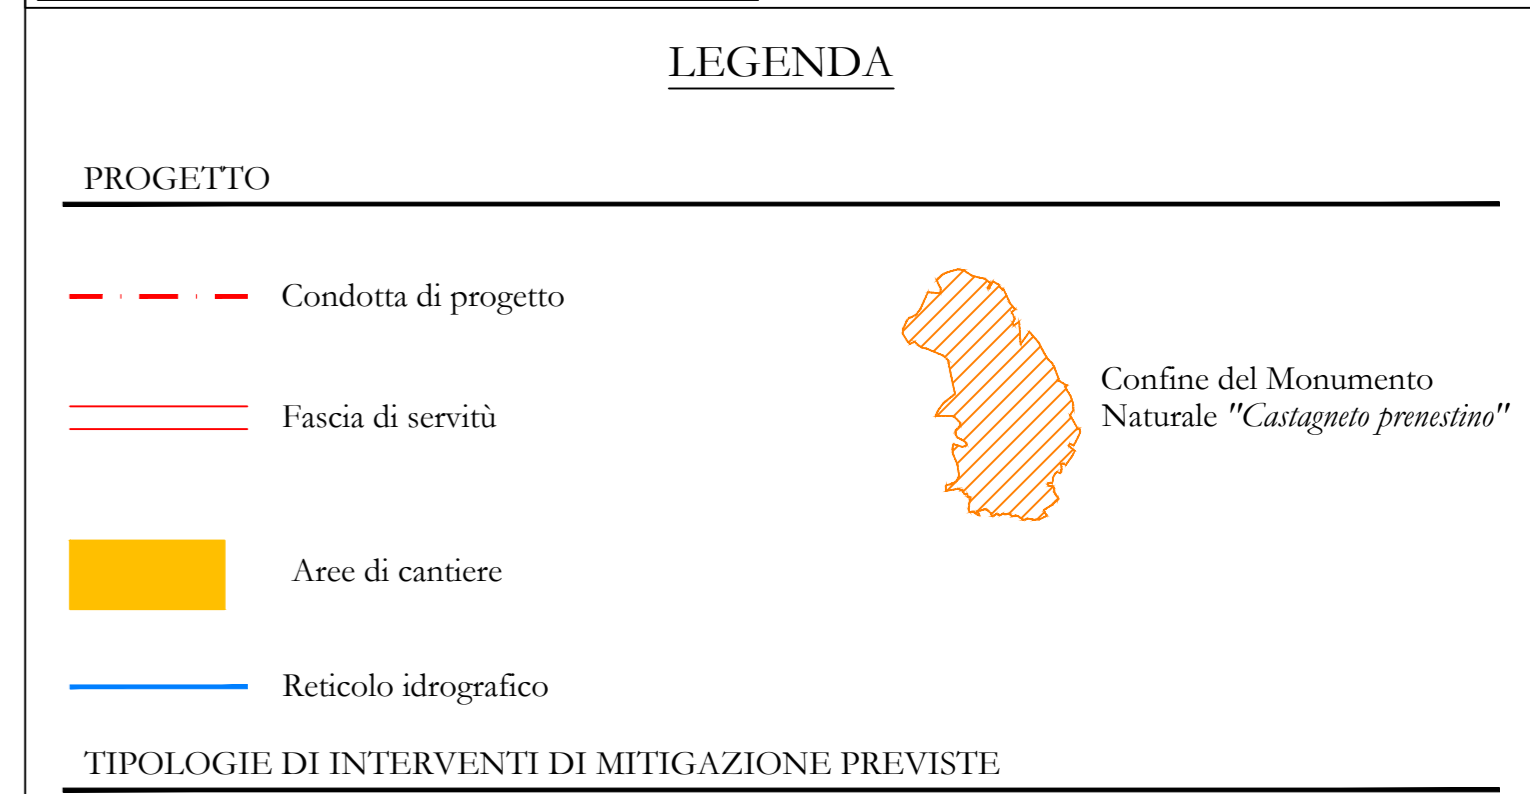 LEGENDA
PROGETTO
Condotta di progetto
Fascia di servitù
Aree di cantiere
Reticolo idrografico
Confine del Monumento
Naturale "Castagneto prenestino"
TIPOLOGIE DI INTERVENTI DI MITIGAZIONE PREVISTE